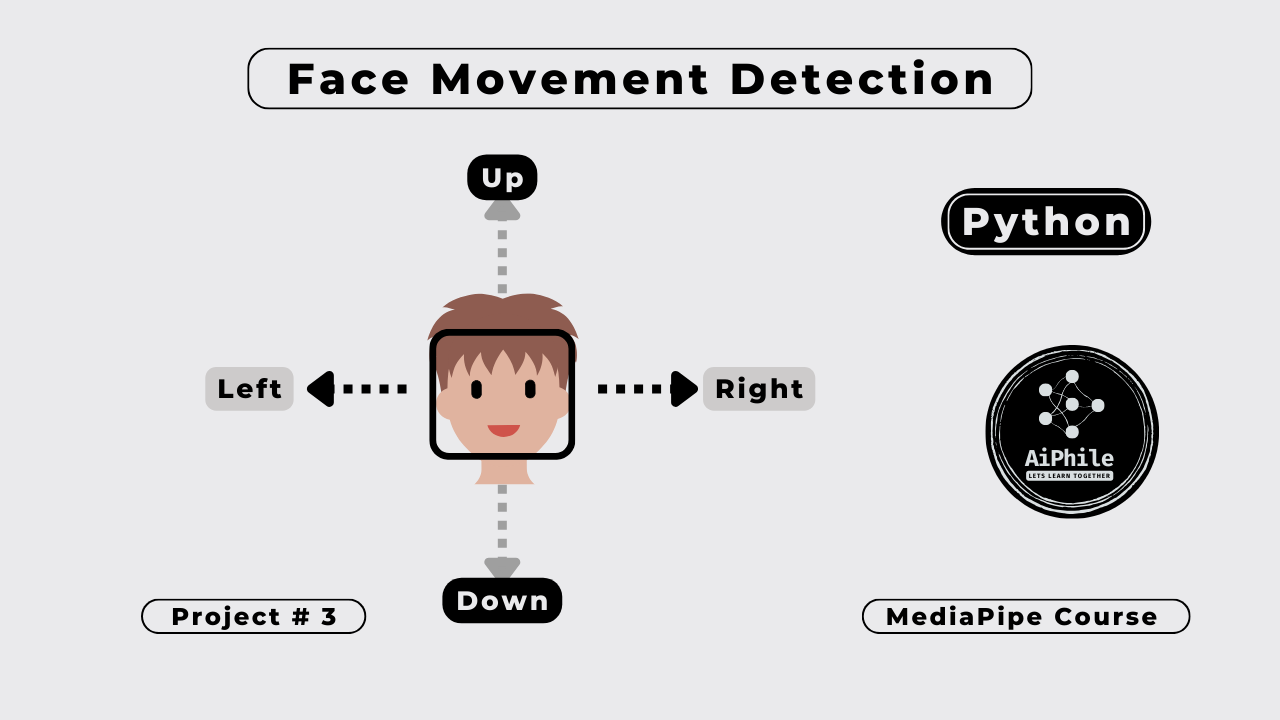 Face Movement Detection
Up
Python
Left
Right
AiPhile
LETS LEARN TOGETHER
Down
Project # 3
MediaPipe Course